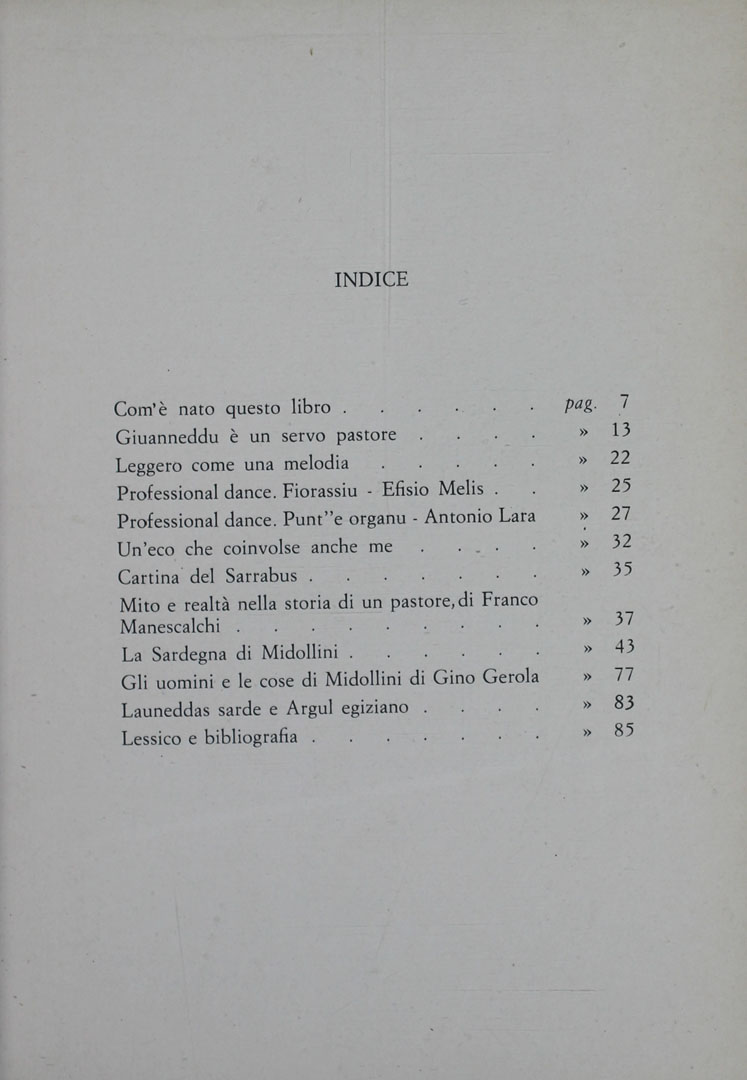 INDICE
Com'è nato questo libro . . . . . . pag. 7
Giuanneddu è un servo pastore . . . . » 13
Leggero come una melodia . . . . . » 22
Professional dance. Fiorassiu - Efisio Melis . . » 25
Professional dance. Punt''e organu - Antonio Lara » 27
Un'eco che coinvolse anche me . . . . » 32
Cartina del Sarrabus . . . . . . . » 35
Mito e realtà nella storia di un pastore, di Franco
Manescalchi . . . . . . . . . » 37
La Sardegna di Midollini . . . . . . » 43
Gli uomini e le cose di Midollini di Gino Gerola » 77
Launeddas sarde e Argul egiziano . . . . » 83
Lessico e bibliografia . . . . . . . » 85